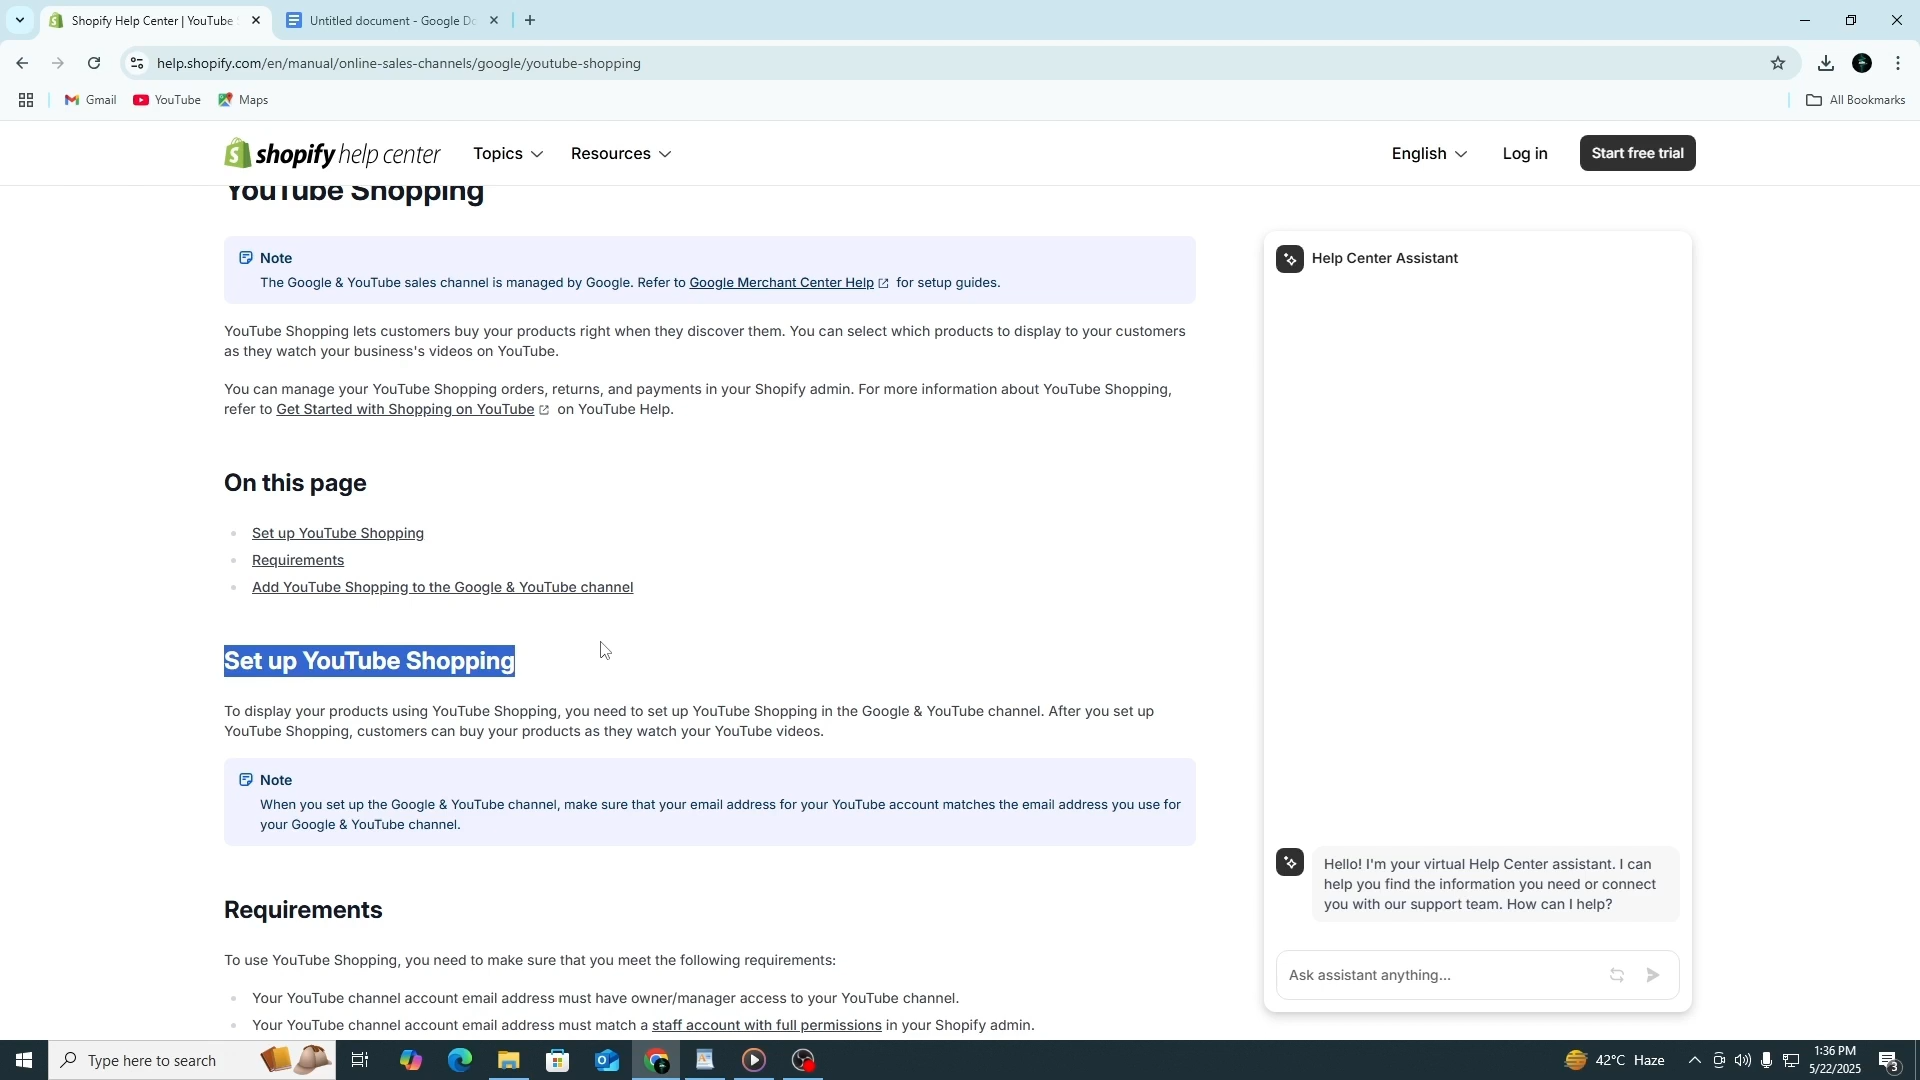 Shopify Help Center | YouTube S
Untitled document - Google Do
help.shopify.com/en/manual/online-sales-channels/google/youtube-shopping
Gmail
YouTube
Maps
All Bookmarks
shopify help center
Topics
Resources
English
Log in
Start free trial
YouTube Shopping
Note
The Google & YouTube sales channel is managed by Google. Refer to Google Merchant Center Help for setup guides.
YouTube Shopping lets customers buy your products right when they discover them. You can select which products to display to your customers
as they watch your business's videos on YouTube.
You can manage your YouTube Shopping orders, returns, and payments in your Shopify admin. For more information about YouTube Shopping,
refer to Get Started with Shopping on YouTube on YouTube Help.
On this page
Set up YouTube Shopping
Requirements
Add YouTube Shopping to the Google & YouTube channel
Set up YouTube Shopping
To display your products using YouTube Shopping, you need to set up YouTube Shopping in the Google & YouTube channel. After you set up
YouTube Shopping, customers can buy your products as they watch your YouTube videos.
Note
When you set up the Google & YouTube channel, make sure that your email address for your YouTube account matches the email address you use for
your Google & YouTube channel.
Requirements
To use YouTube Shopping, you need to make sure that you meet the following requirements:
Your YouTube channel account email address must have owner/manager access to your YouTube channel.
Your YouTube channel account email address must match a staff account with full permissions in your Shopify admin.
Help Center Assistant
Hello! I'm your virtual Help Center assistant. I can
help you find the information you need or connect
you with our support team. How can I help?
Ask assistant anything...
Type here to search
42°C Haze
1:36 PM
5/22/2025
3